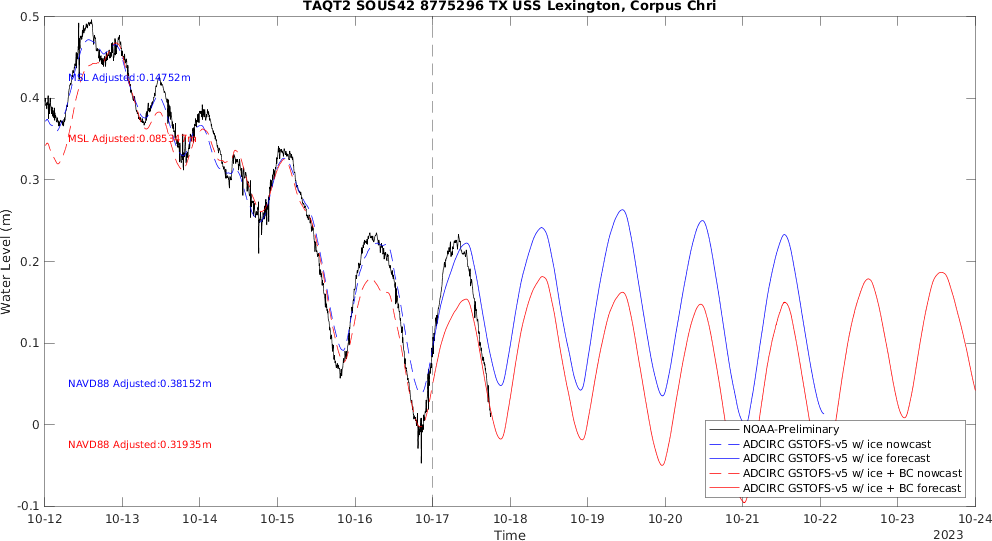 TAQT2 SOUS42 8775296 TX USS Lexington, Corpus Chri
Water Level (m)
0.5
0.4
0.3
0.2
0.1
0
-0.1
MSL Adjusted:0.14752m
NAVD88 Adjusted:0.38152m
NAVD88 Adjusted:0.31935m
NOAA-Preliminary
ADCIRC GSTOFS-v5 w/ ice nowcast
ADCIRC GSTOFS-v5 w/ ice forecast
ADCIRC GSTOFS-v5 w/ ice + BC nowcast
ADCIRC GSTOFS-v5 w/ ice + BC forecast
10-12 10-13 10-14 10-15 10-16 10-17 10-18 10-19 10-20 10-21 10-22 10-23 10-24
Time
2023